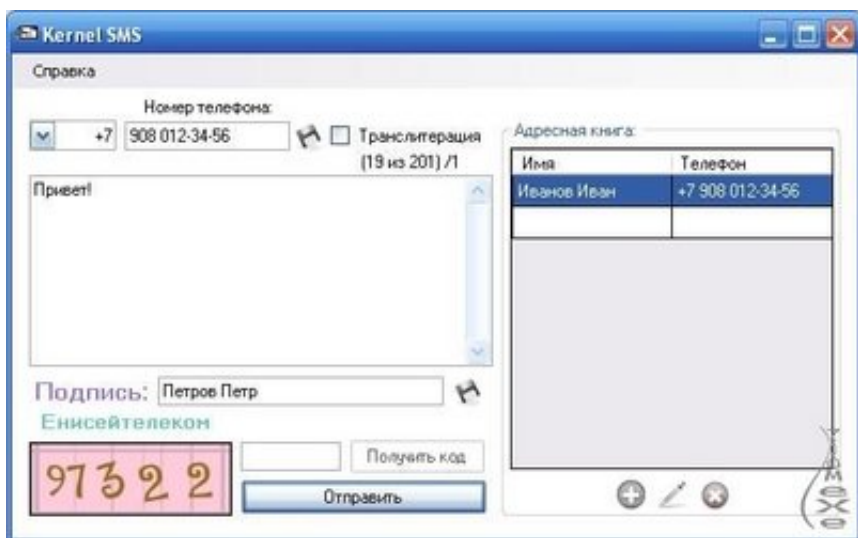 Kernel SMS
Справка
Номер телефона:
+7 908 012-34-56 Транслитерация
(19 из 201) /1
Привет!
Подпись: Петров Петр
Енисейтелеком
97322
Получить код
Отправить
Адресная книга:
Имя Телефон
Иванов Иван +7 908 012-34-56